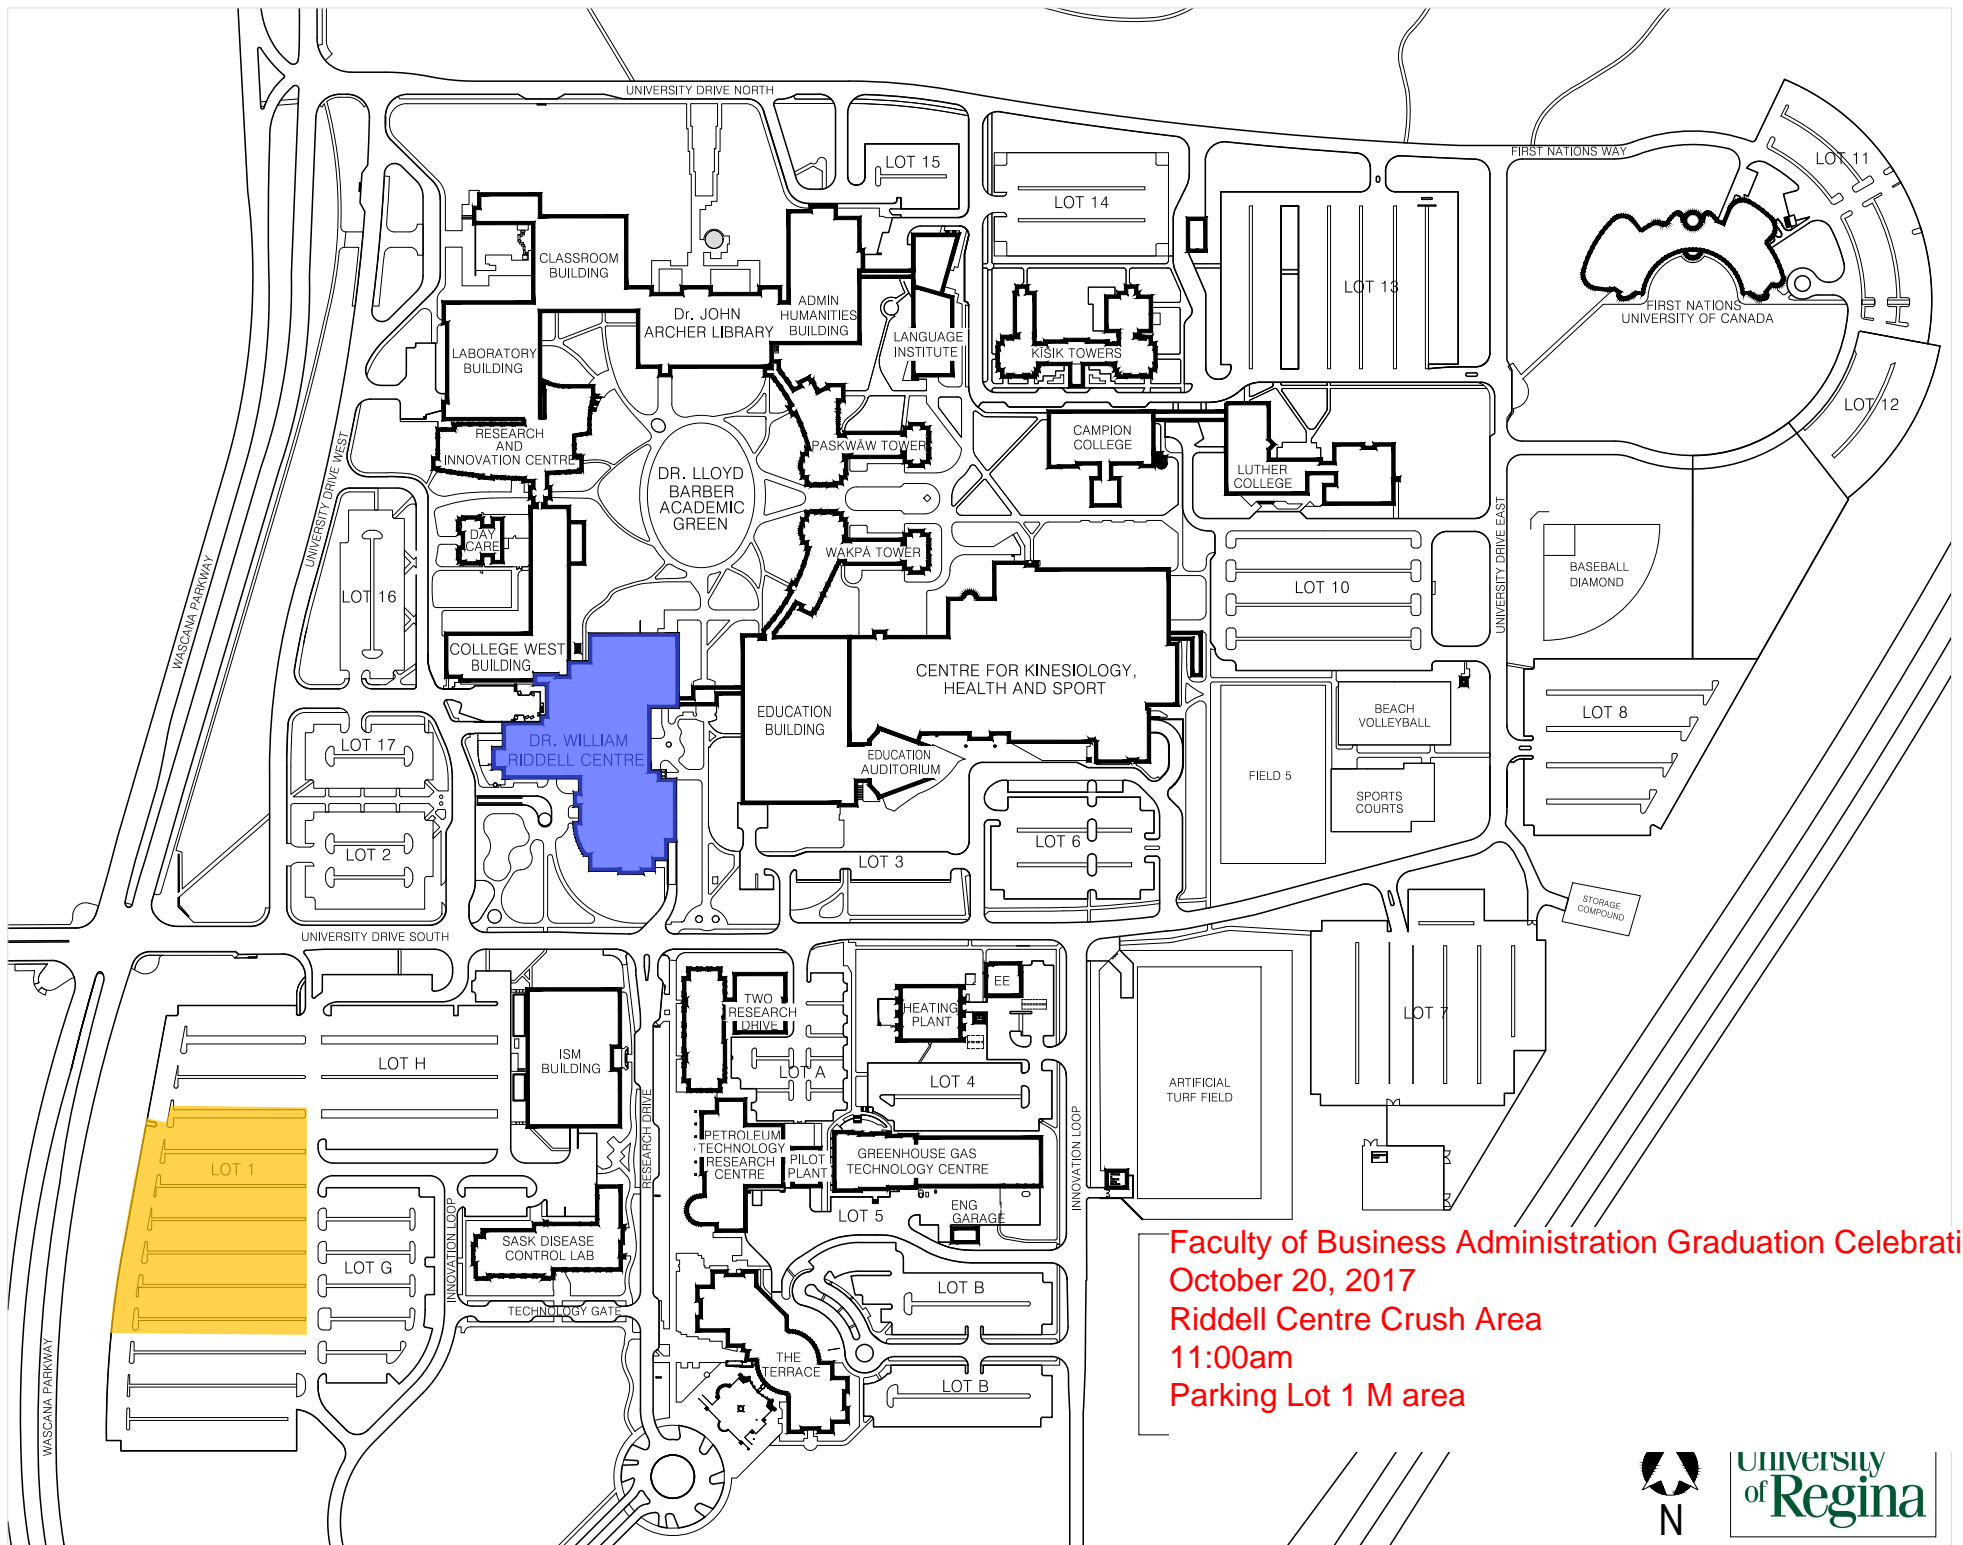 UNIVERSITY DRIVE NORTH
FIRST NATIONS WAY
LOT 11
LOT 15
LOT 14
CLASSROOM
BUILDING
LOT 13
ADMIN
HUMANITIES
BUILDING
Dr. JOHN
ARCHER LIBRARY
FIRST NATIONS
UNIVERSITY OF CANADA
LANGUAGE
INSTITUTE
KĪSIK TOWERS
LABORATORY
BUILDING
LOT 12
RESEARCH
AND
INNOVATION CENTRE
PASKWĀW TOWER
CAMPION
COLLEGE
LUTHER
COLLEGE
DR. LLOYD
BARBER
ACADEMIC
GREEN
UNIVERSITY DRIVE WEST
UNIVERSITY DRIVE EAST
WASCANA PARKWAY
DAY
CARE
WAKPĀ TOWER
LOT 16
LOT 10
BASEBALL
DIAMOND
COLLEGE WEST
BUILDING
CENTRE FOR KINESIOLOGY,
HEALTH AND SPORT
EDUCATION
BUILDING
BEACH
VOLLEYBALL
LOT 8
LOT 17
DR. WILLIAM
RIDDELL CENTRE
EDUCATION
AUDITORIUM
FIELD 5
SPORTS
COURTS
LOT 2
LOT 3
LOT 6
STORAGE
COMPOUND
UNIVERSITY DRIVE SOUTH
EE
TWO
RESEARCH
DRIVE
HEATING
PLANT
LOT 7
LOT H
ISM
BUILDING
LOT A
LOT 4
ARTIFICIAL
TURF FIELD
RESEARCH DRIVE
INNOVATION LOOP
PETROLEUM
TECHNOLOGY
RESEARCH
CENTRE
PILOT
PLANT
GREENHOUSE GAS
TECHNOLOGY CENTRE
LOT 1
LOT 5
ENG
GARAGE
INNOVATION LOOP
SASK DISEASE
CONTROL LAB
LOT G
LOT B
TECHNOLOGY GATE
THE
TERRACE
LOT B
WASCANA PARKWAY
Faculty of Business Administration Graduation Celebrati
October 20, 2017
Riddell Centre Crush Area
11:00am
Parking Lot 1 M area
N
University
of Regina